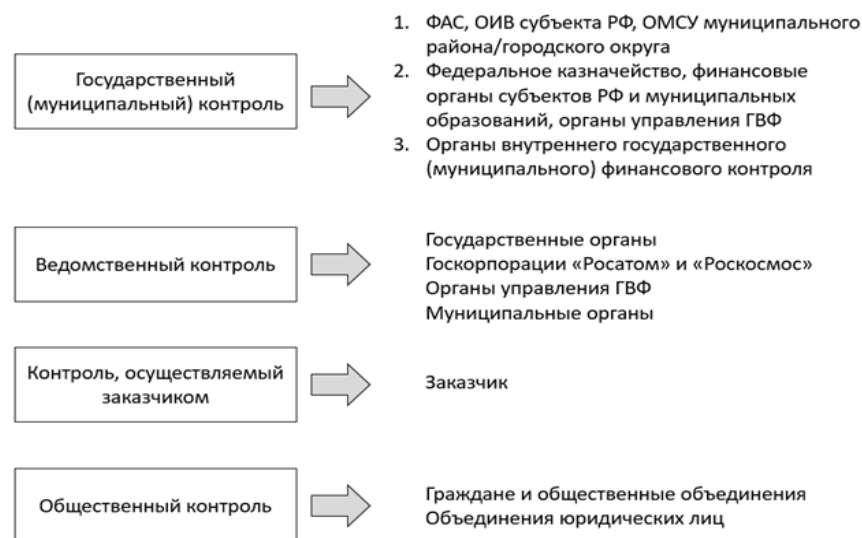 Государственный
(муниципальный) контроль
1. ФАС, ОИВ субъекта РФ, ОМСУ муниципального
района/городского округа
2. Федеральное казначейство, финансовые
органы субъектов РФ и муниципальных
образований, органы управления ГВФ
3. Органы внутреннего государственного
(муниципального) финансового контроля
Ведомственный контроль
Государственные органы
Госкорпорации «Росатом» и «Роскосмос»
Органы управления ГВФ
Муниципальные органы
Контроль, осуществляемый
заказчиком
Заказчик
Общественный контроль
Граждане и общественные объединения
Объединения юридических лиц